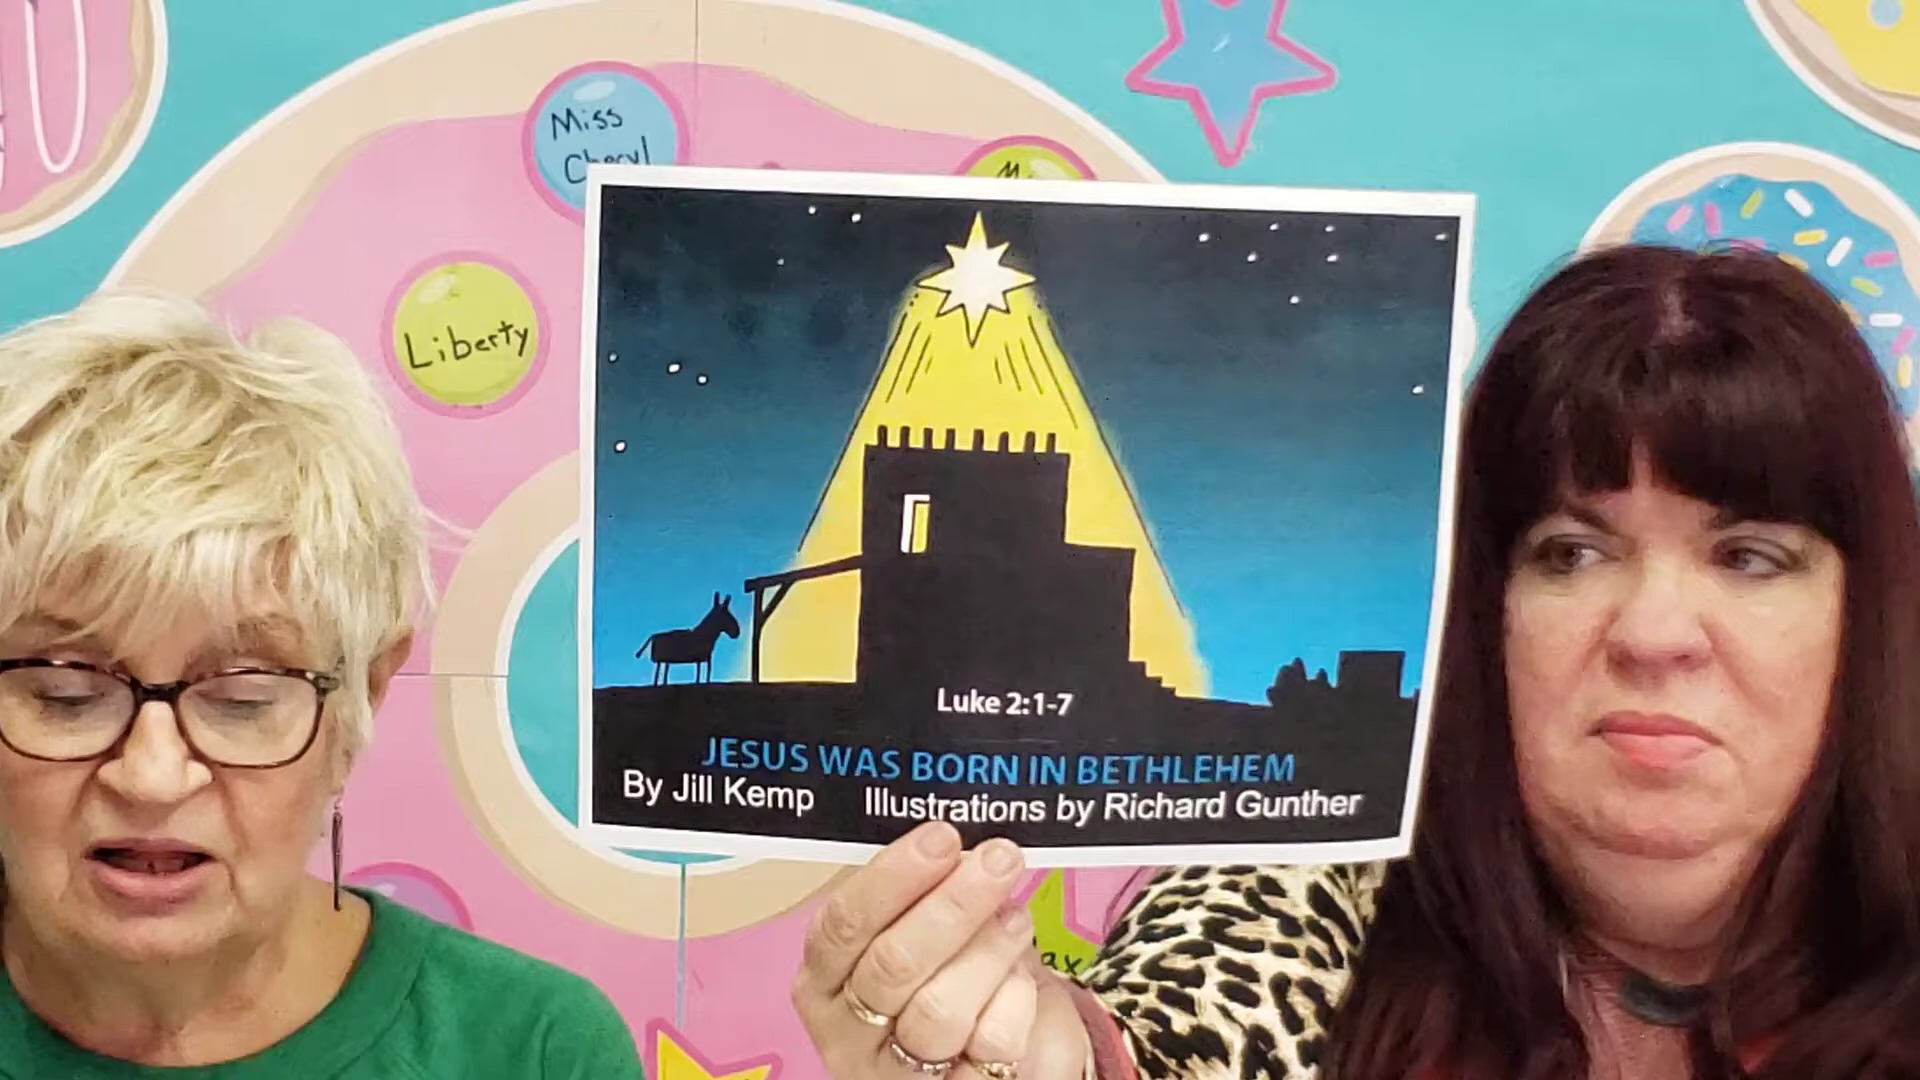 Miss
Cheryl
Liberty
Luke 2:1-7
JESUS WAS BORN IN BETHLEHEM
By Jill Kemp Illustrations by Richard Gunther